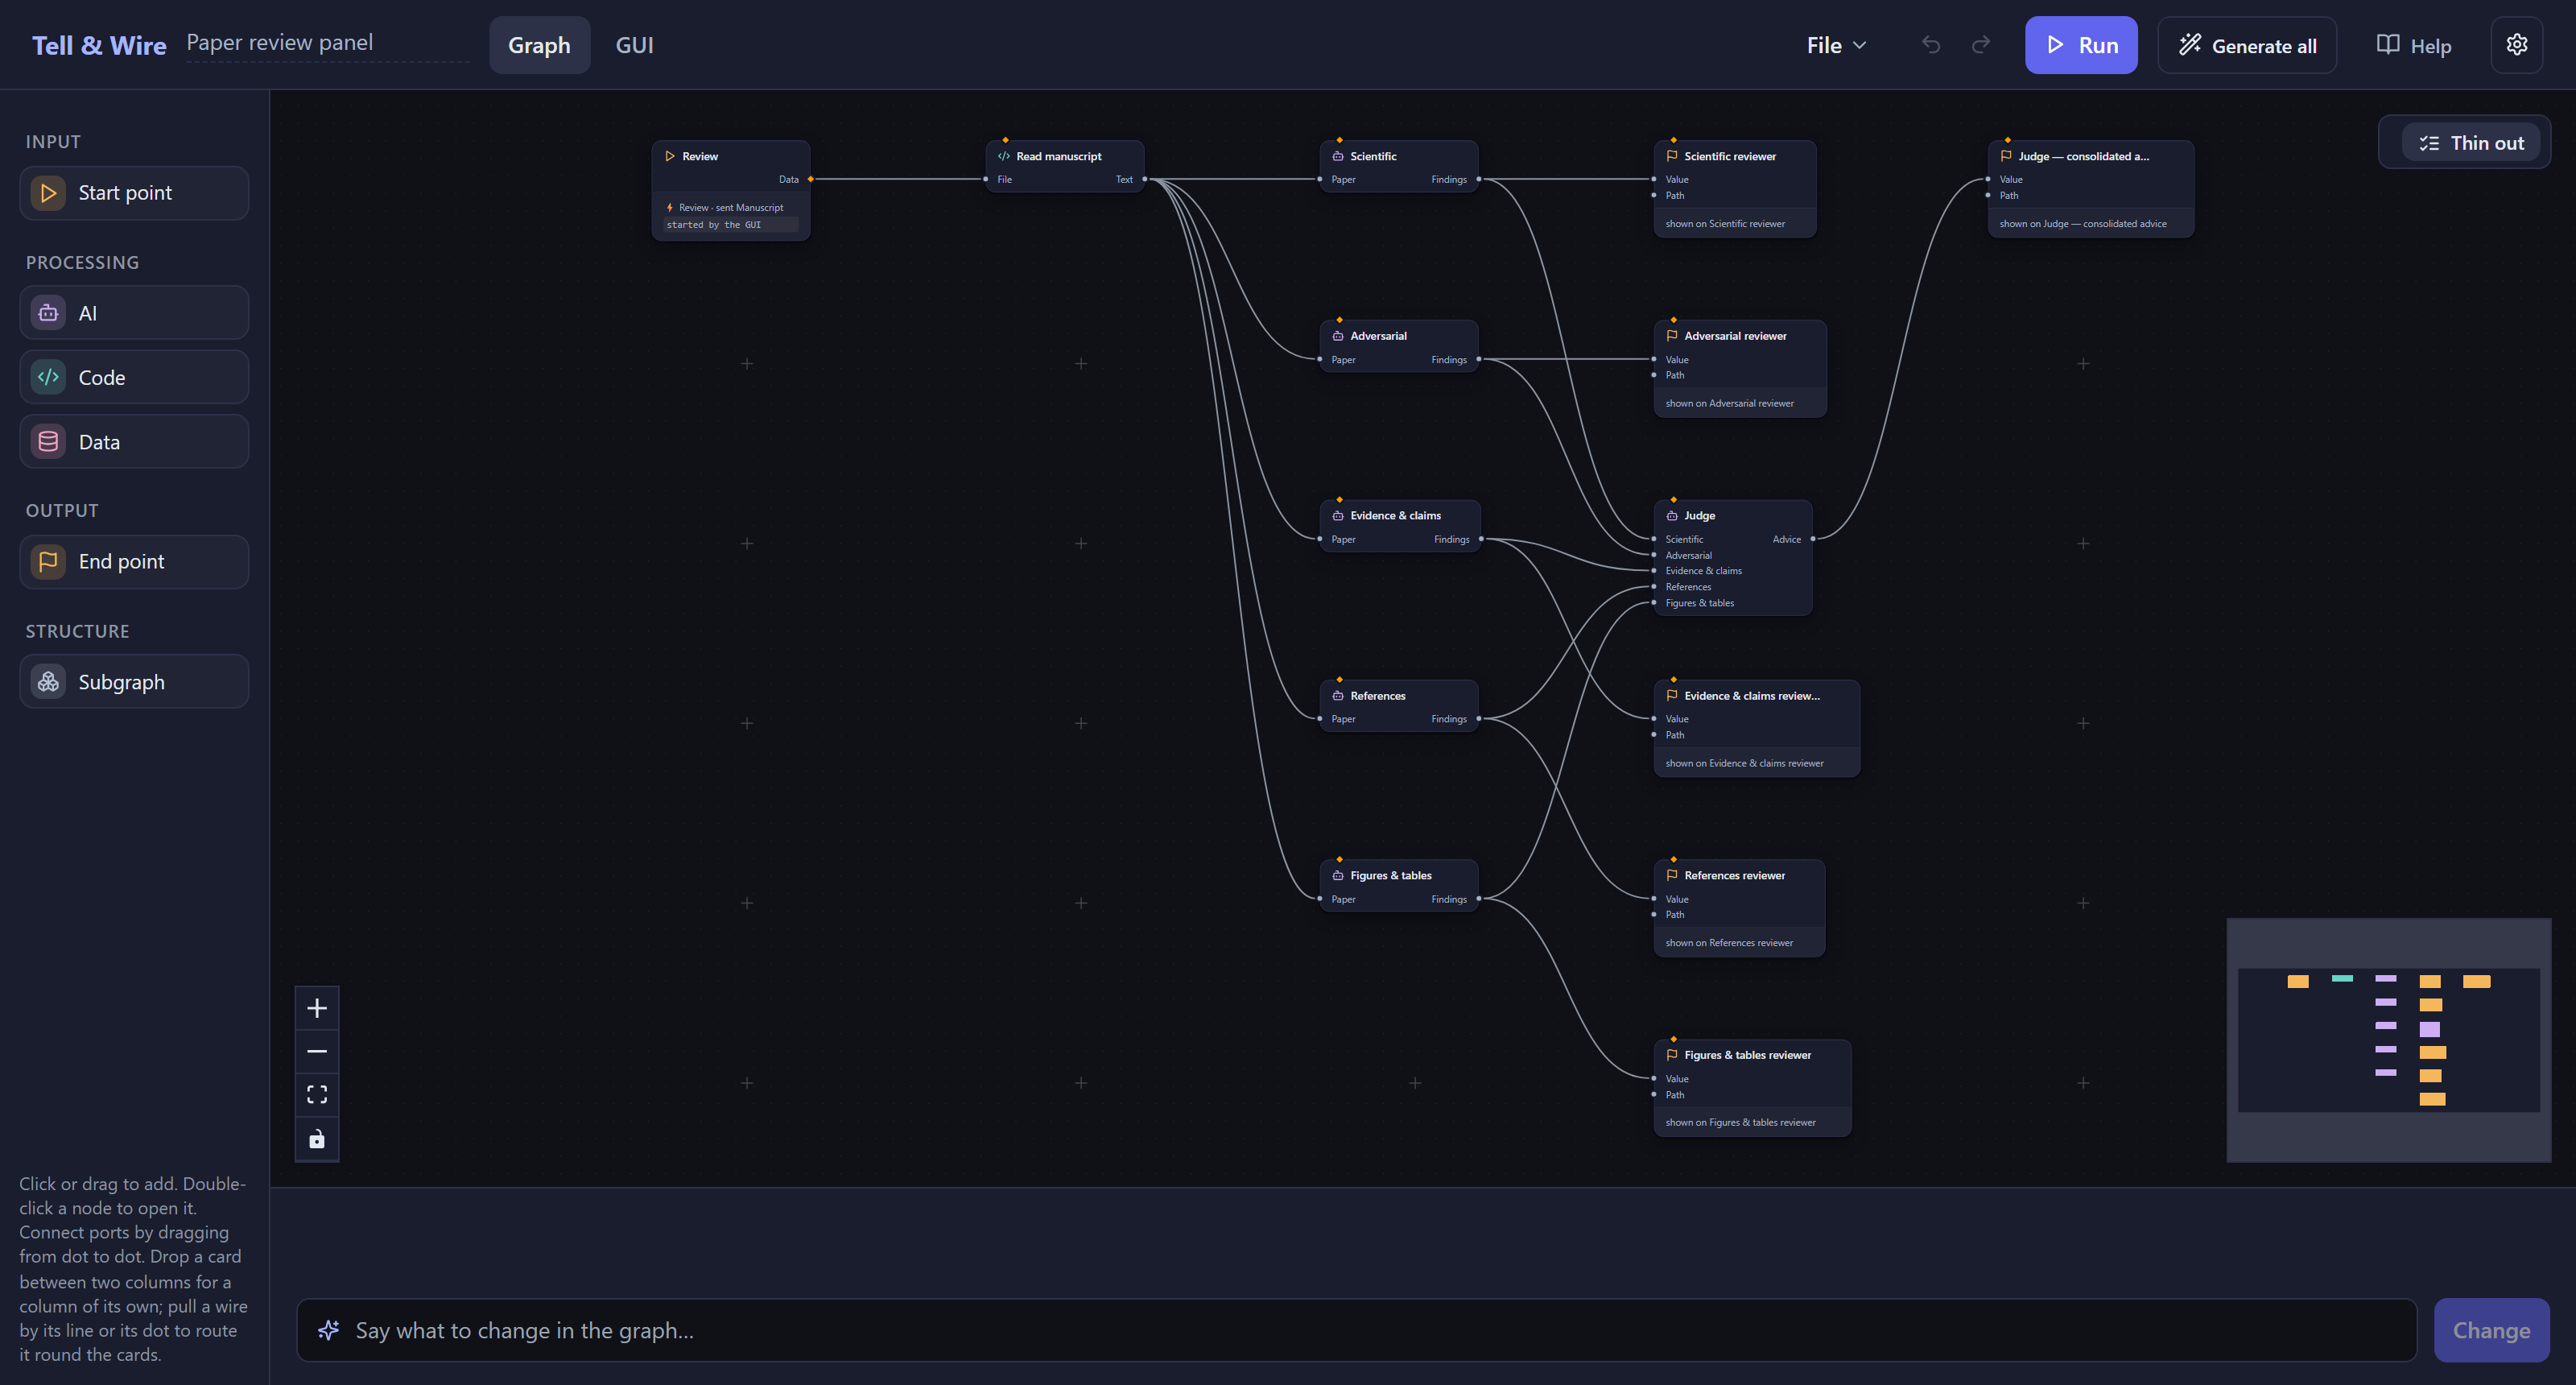 Tell & Wire
Paper review panel
Graph
GUI
File
Run
Generate all
Help
INPUT
Start point
PROCESSING
AI
Code
Data
OUTPUT
End point
STRUCTURE
Subgraph
Click or drag to add. Double-
click a node to open it.
Connect ports by dragging
from dot to dot. Drop a card
between two columns for a
column of its own; pull a wire
by its line or its dot to route
it round the cards.
Thin out
Review
Data
Review · sent Manuscript
started by the GUI
Read manuscript
File Text
Scientific
Paper Findings
Scientific reviewer
Value
Path
shown on Scientific reviewer
Judge — consolidated a...
Value
Path
shown on Judge — consolidated advice
Adversarial
Paper Findings
Adversarial reviewer
Value
Path
shown on Adversarial reviewer
Evidence & claims
Paper Findings
Judge
Scientific Advice
Adversarial
Evidence & claims
References
Figures & tables
References
Paper Findings
Evidence & claims review...
Value
Path
shown on Evidence & claims reviewer
Figures & tables
Paper Findings
References reviewer
Value
Path
shown on References reviewer
Figures & tables reviewer
Value
Path
shown on Figures & tables reviewer
Say what to change in the graph...
Change